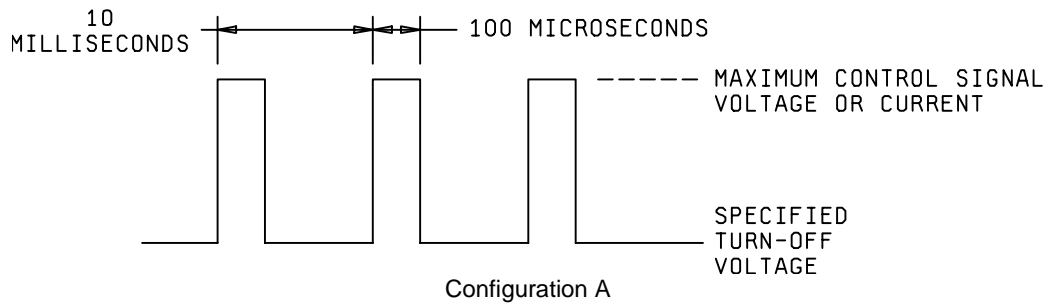 10
MILLISECONDS
100 MICROSECONDS
MAXIMUM CONTROL SIGNAL
VOLTAGE OR CURRENT
SPECIFIED
TURN-OFF
VOLTAGE
Configuration A